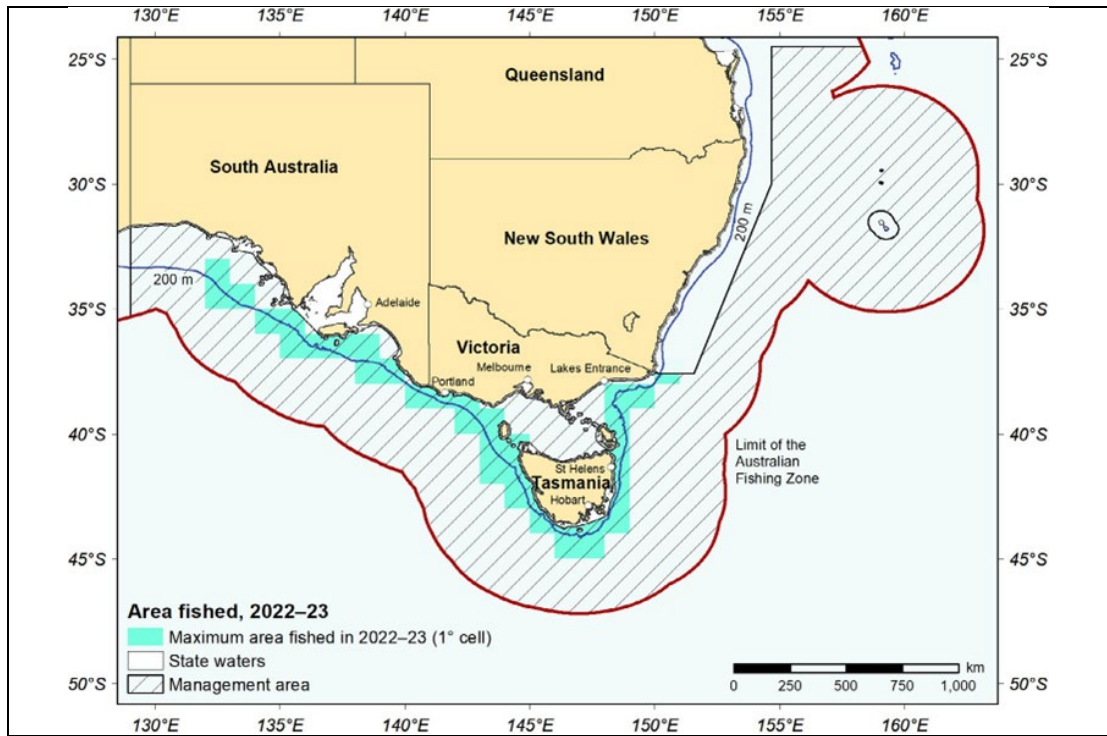 130°E 135°E 140°E 145°E 150°E 155°E 160°E
25°S 25°S
Queensland
South Australia
30°S 30°S
New South Wales
200 m
200 m
Adelaide
35°S 35°S
Victoria
Melbourne Lakes Entrance
Portland
40°S 40°S
Limit of the
Australian
Fishing Zone
St Helens
Tasmania
Hobart
45°S 45°S
Area fished, 2022–23
Maximum area fished in 2022–23 (1° cell)
State waters
Management area
km
0 250 500 750 1,000
50°S 50°S
130°E 135°E 140°E 145°E 150°E 155°E 160°E